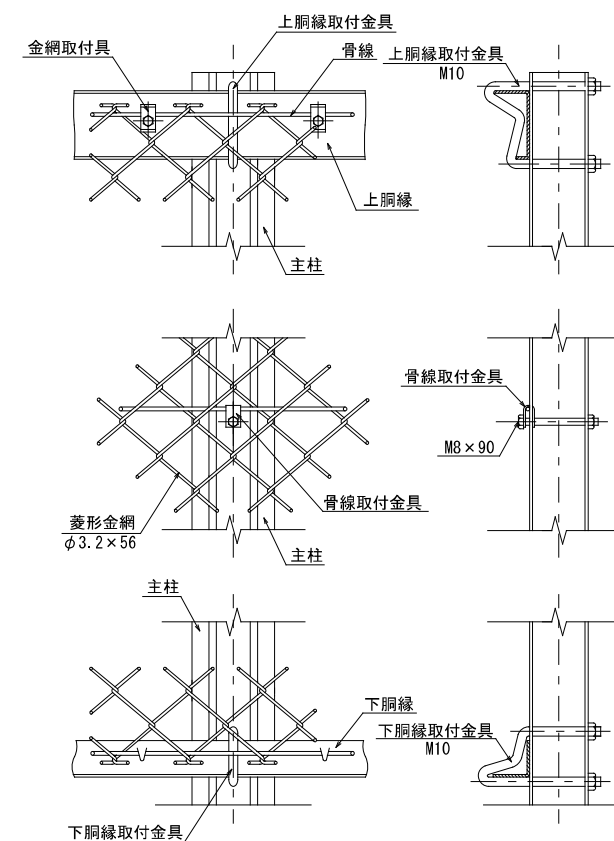 上胴縁取付金具
金網取付具
骨線
上胴縁取付金具
M10
上胴縁
主柱
骨線取付金具
M8×90
骨線取付金具
菱形金網
φ3.2×56
主柱
主柱
下胴縁
下胴縁取付金具
M10
下胴縁取付金具